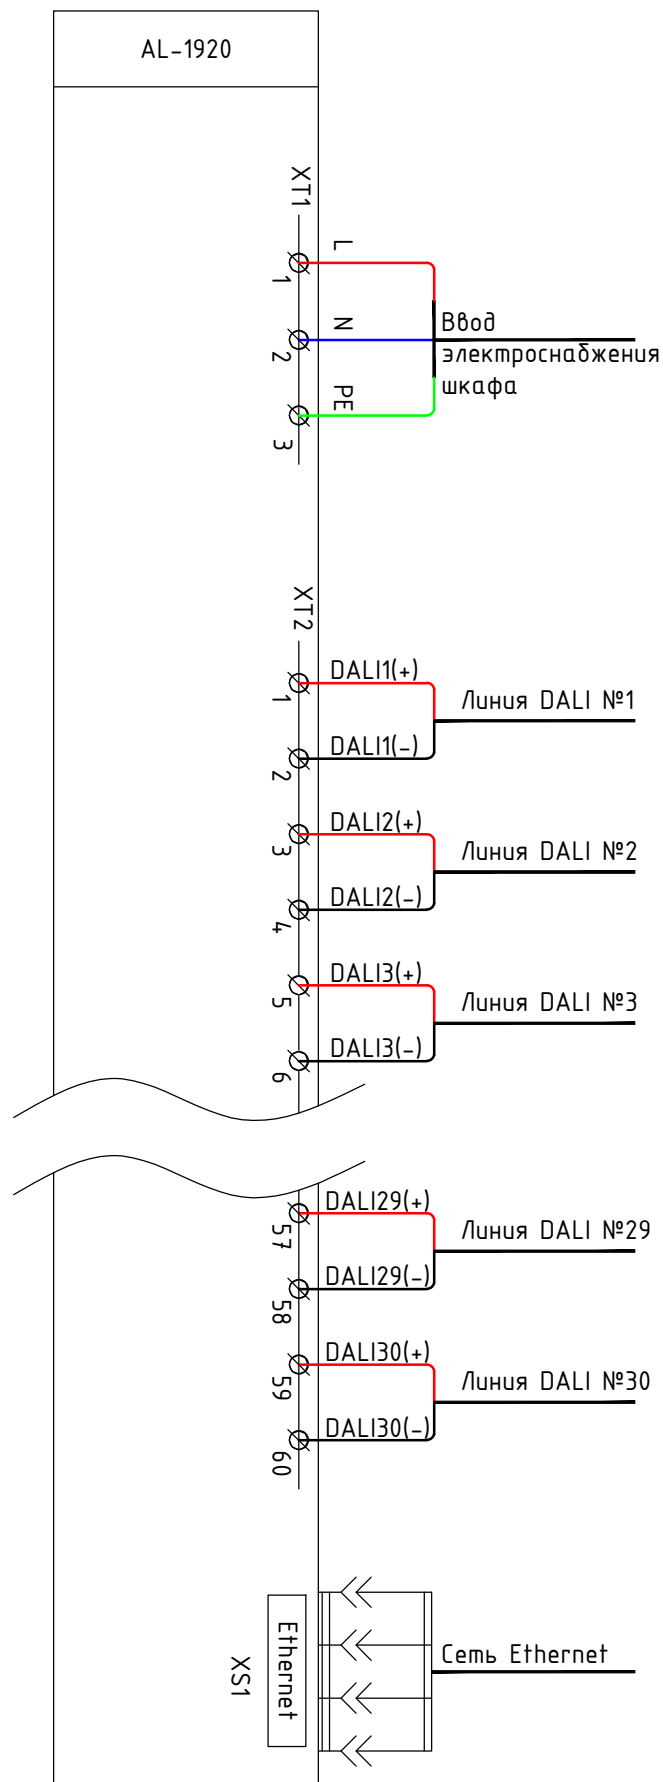 AL-1920
XT1
L
1
N
2
PE
3
Ввод
электроснабжения
шкафа
XT2
DALI1(+)
1
Линия DALI №1
DALI1(-)
2
DALI2(+)
3
Линия DALI №2
DALI2(-)
4
DALI3(+)
5
Линия DALI №3
DALI3(-)
6
DALI29(+)
57
Линия DALI №29
DALI29(-)
58
DALI30(+)
59
Линия DALI №30
DALI30(-)
60
Ethernet
XS1
Сеть Ethernet